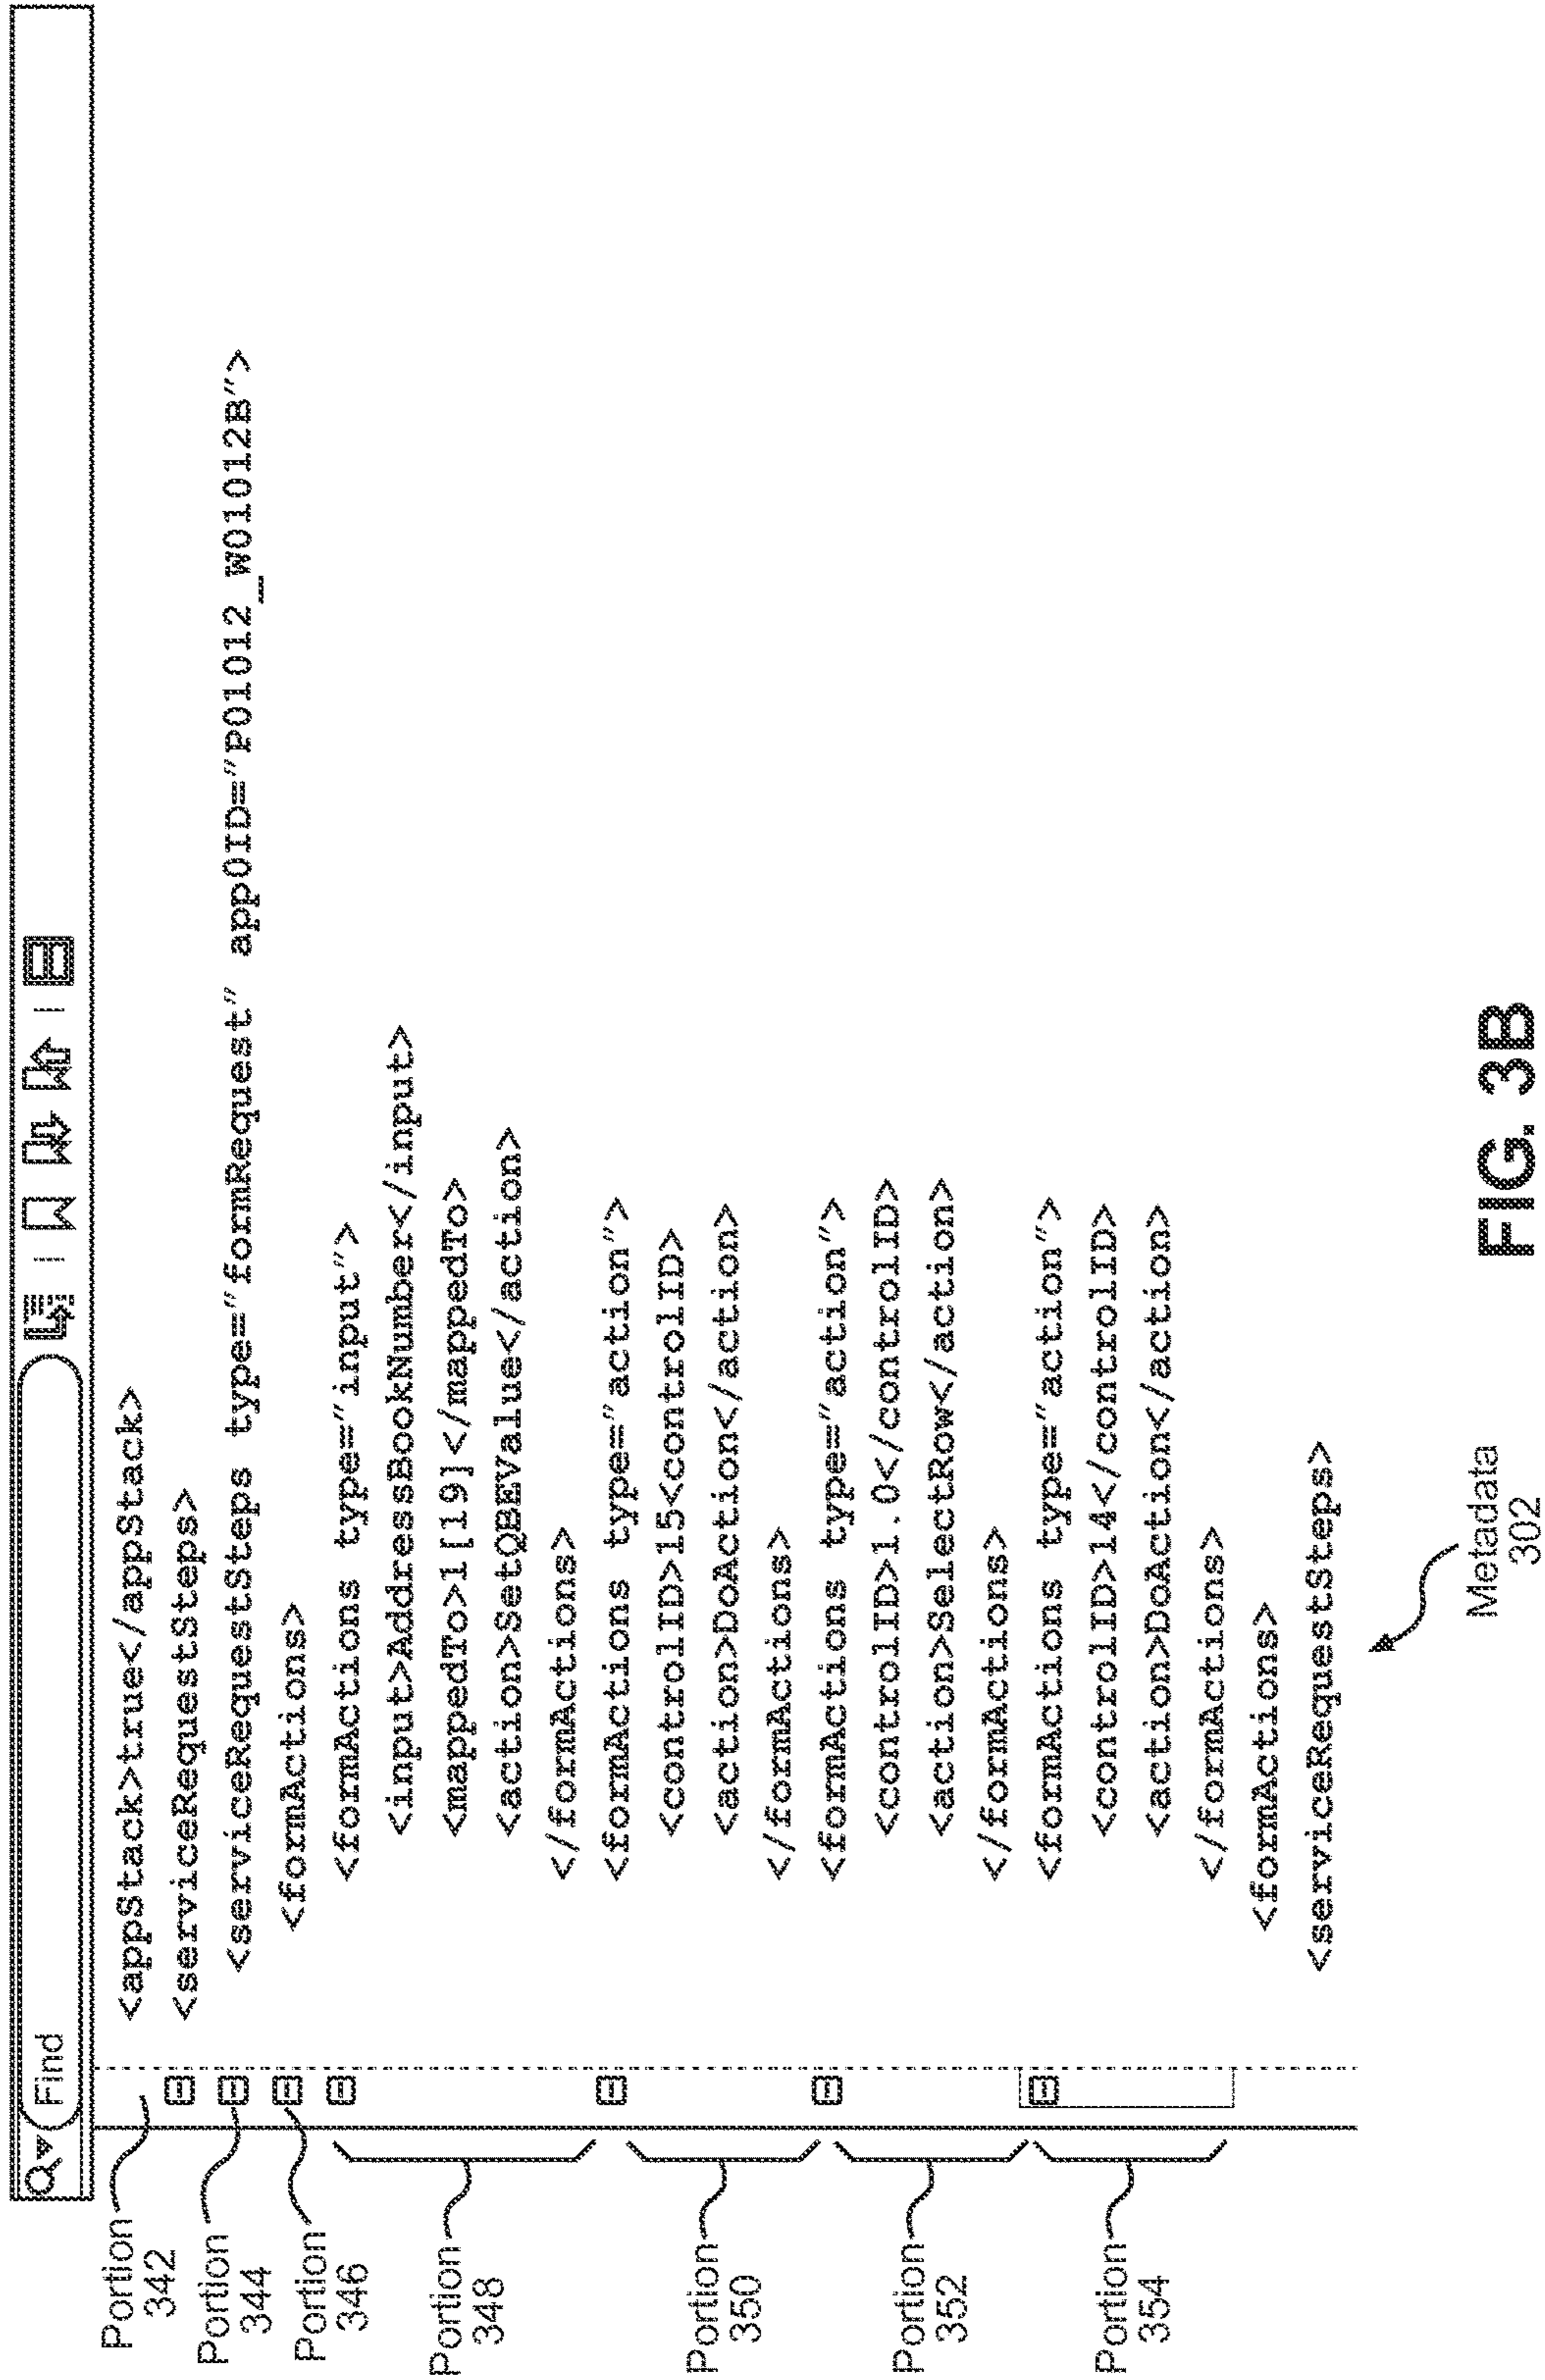 Find
Portion
342
<appStack>true</appStack>
<serviceRequestSteps>
Portion
344
<serviceRequestSteps type="formRequest" appOID="P01012_W01012B">
Portion
346
<formActions>
Portion
348
<formActions type="input">
<input>AddressBookNumber</input>
<mappedTo>1[19]</mappedTo>
<action>SetQBEValue</action>
</formActions>
Portion
350
<formActions type="action">
<controlID>15<controlID>
<action>DoAction</action>
</formActions>
Portion
352
<formActions type="action">
<controlID>1.0</controlID>
<action>SelectRow</action>
</formActions>
Portion
354
<formActions type="action">
<controlID>14</controlID>
<action>DoAction</action>
</formActions>
<formActions>
<serviceRequestSteps>
Metadata
302
FIG. 3B